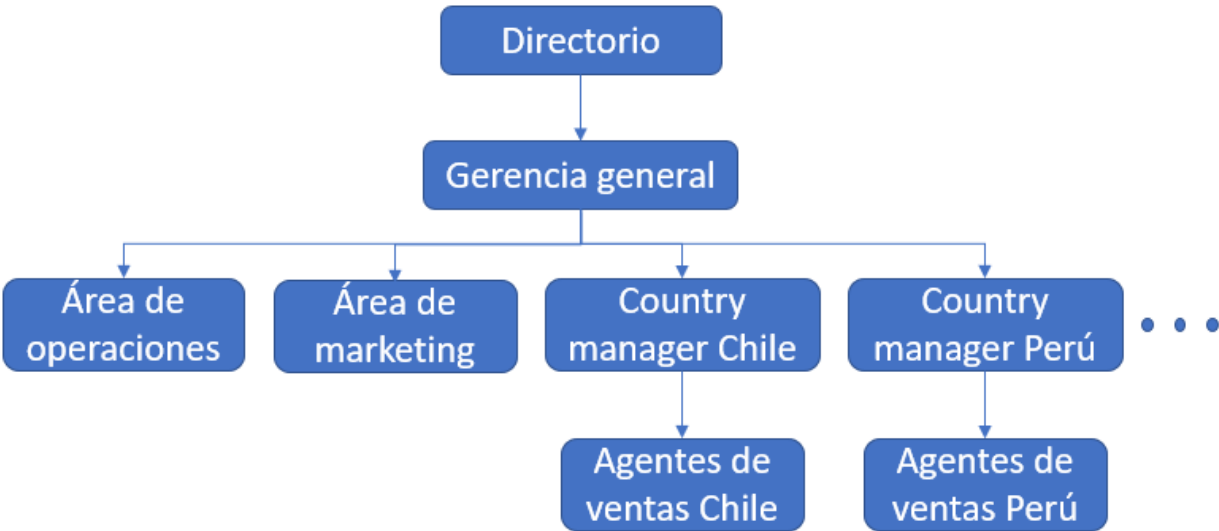 Directorio
Gerencia general
Área de
operaciones
Área de
marketing
Country
manager Chile
Country
manager Perú
Agentes de
ventas Chile
Agentes de
ventas Perú